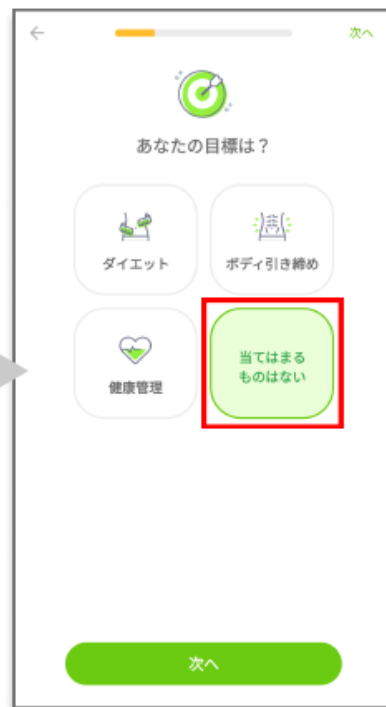 次へ
あなたの目標は？
ダイエット
ボディ引き締め
健康管理
当てはまる
ものはない
次へ